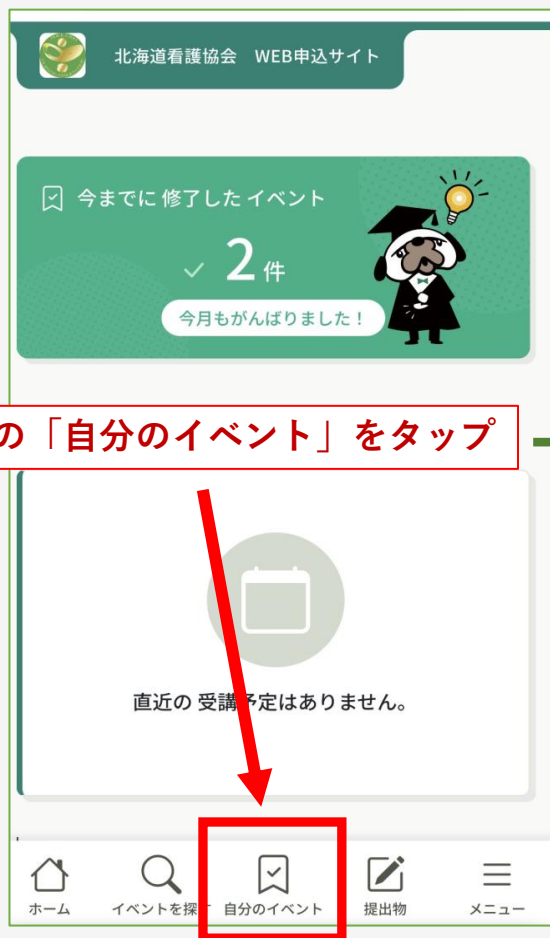 北海道看護協会　WEB申込サイト
今までに 修了した イベント
2 件
今月もがんばりました！
の「自分のイベント」をタップ
直近の 受講予定はありません。
ホーム
イベントを探す
自分のイベント
提出物
メニュー